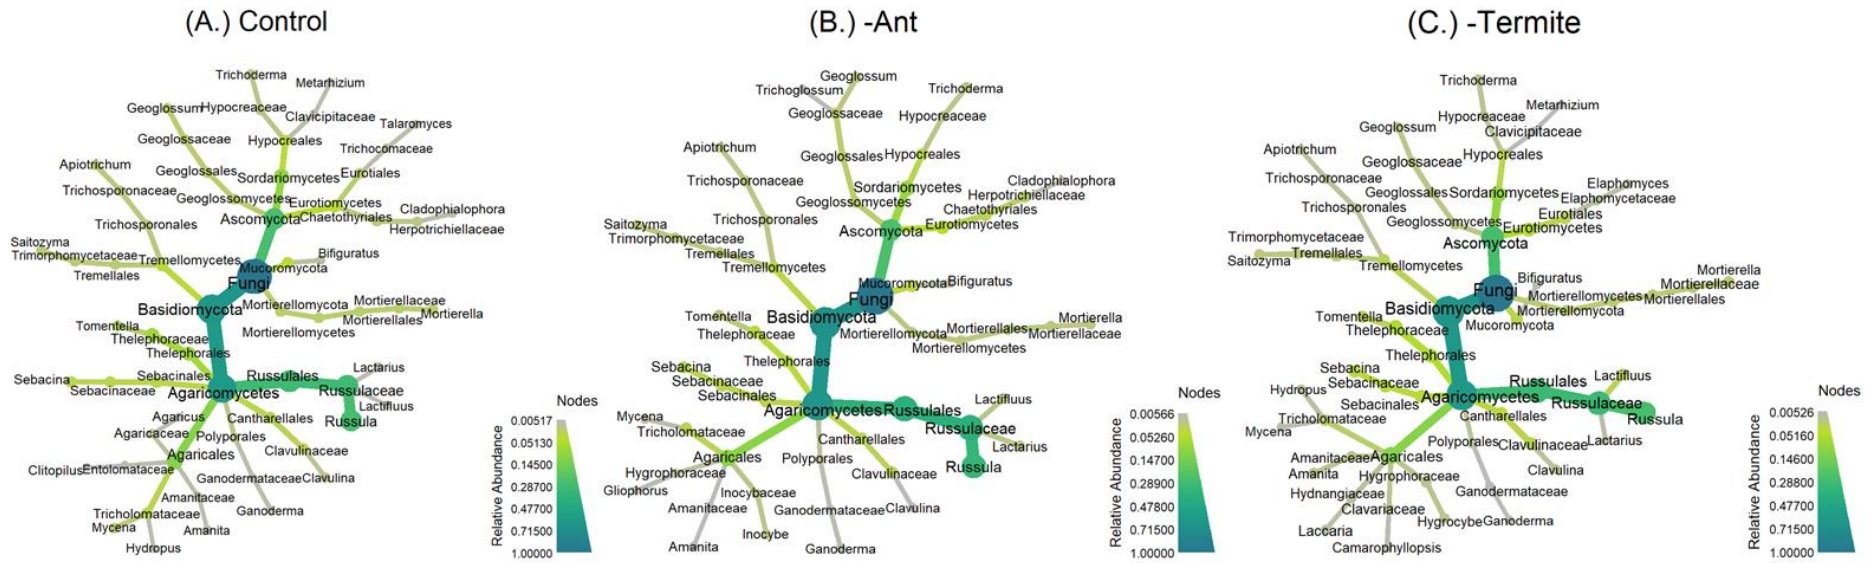 (A.) Control
Trichoderma
Metarhizium
Geoglossum
Hypocreaceae
Clavicipitaceae
Talaromyces
Geoglossaceae
Hypocreales
Trichocomaceae
Apiotrichum
Geoglossales
Sordariomycetes
Eurotiales
Trichosporonaceae
Geoglossomycetes
Eurotiomycetes
Ascomycota
Chaetothyriales
Cladophialophora
Herpotrichiellaceae
Trichosporonales
Saitozyma
Trimorphomycetaceae
Tremellales
Tremellomycetes
Mucoromycota
Bifiguratus
Fungi
Basidiomycota
Mortierellomycota
Mortierellaceae
Mortierella
Mortierellales
Mortierellomycetes
Tomentella
Thelephoraceae
Thelephorales
Sebacina
Sebacinales
Sebacinaceae
Agaricomycetes
Russulales
Lactarius
Russulaceae
Lactifluus
Russula
Agaricus
Cantharellales
Agaricaceae
Polyporales
Agaricales
Clavulinaceae
Clitopilus
Entolomataceae
Ganodermataceae
Clavulina
Amanitaceae
Tricholomataceae
Ganoderma
Mycena
Amanita
Hydropus
Nodes
Relative Abundance
0.00517
0.05130
0.14500
0.28700
0.47700
0.71500
1.00000
(B.) -Ant
Geoglossum
Trichoglossum
Trichoderma
Geoglossaceae
Hypocreaceae
Apiotrichum
Geoglossales
Hypocreales
Trichosporonaceae
Sordariomycetes
Cladophialophora
Herpotrichiellaceae
Geoglossomycetes
Chaetothyriales
Trichosporonales
Eurotiomycetes
Ascomycota
Saitozyma
Trimorphomycetaceae
Tremellales
Tremellomycetes
Mucoromycota
Bifiguratus
Fungi
Basidiomycota
Tomentella
Thelephoraceae
Mortierellomycota
Mortierellales
Mortierella
Mortierellaceae
Mortierellomycetes
Thelephorales
Sebacina
Sebacinaceae
Sebacinales
Agaricomycetes
Russulales
Lactifluus
Russulaceae
Mycena
Tricholomataceae
Cantharellales
Lactarius
Agaricales
Polyporales
Russula
Hygrophoraceae
Clavulinaceae
Gliophorus
Inocybaceae
Amanitaceae
Ganodermataceae
Clavulina
Inocybe
Amanita
Ganoderma
Nodes
Relative Abundance
0.00566
0.05260
0.14700
0.28900
0.47800
0.71500
1.00000
(C.) -Termite
Trichoderma
Metarhizium
Hypocreaceae
Geoglossum
Clavicipitaceae
Apiotrichum
Geoglossaceae
Hypocreales
Trichosporonaceae
Geoglossales
Sordariomycetes
Elaphomyces
Elaphomycetaceae
Trichosporonales
Geoglossomycetes
Eurotiales
Eurotiomycetes
Trimorphomycetaceae
Ascomycota
Saitozyma
Tremellales
Tremellomycetes
Bifiguratus
Mortierella
Mortierellaceae
Fungi
Mortierellomycetes
Mortierellales
Basidiomycota
Mortierellomycota
Tomentella
Mucoromycota
Thelephoraceae
Thelephorales
Sebacina
Sebacinaceae
Hydropus
Agaricomycetes
Russulales
Lactifluus
Sebacinales
Russulaceae
Tricholomataceae
Cantharellales
Russula
Mycena
Polyporales
Clavulinaceae
Lactarius
Amanitaceae
Agaricales
Amanita
Hygrophoraceae
Clavulina
Hydnangiaceae
Ganodermataceae
Clavariaceae
Hygrocybe
Ganoderma
Laccaria
Camarophyllopsis
Nodes
Relative Abundance
0.00526
0.05160
0.14600
0.28800
0.47700
0.71500
1.00000